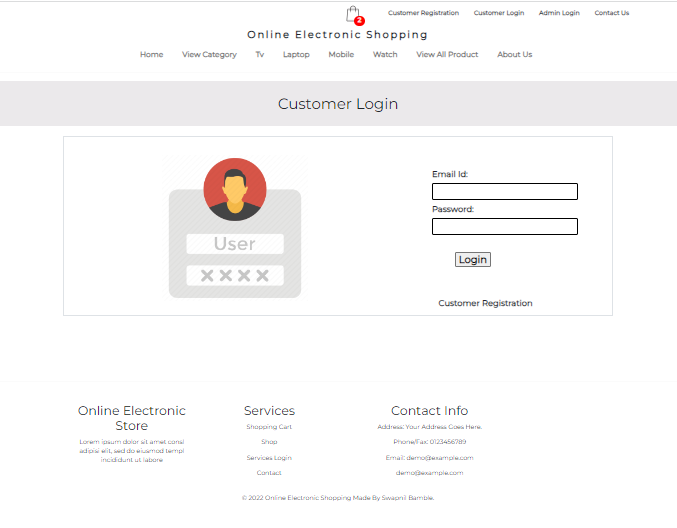 2
Customer Registration Customer Login Admin Login Contact Us
Online Electronic Shopping
Home View Category Tv Laptop Mobile Watch View All Product About Us
Customer Login
User
Email Id:
Password:
Login
Customer Registration
Online Electronic
Store
Lorem ipsum dolor sit amet consl
adipisi elit, sed do eiusmod templ
incididunt ut labore
Services
Shopping Cart
Shop
Services Login
Contact
Contact Info
Address: Your Address Goes Here.
Phone/Fax: 0123456789
Email: demo@example.com
demo@example.com
© 2022 Online Electronic Shopping Made By Swapnil Bamble.